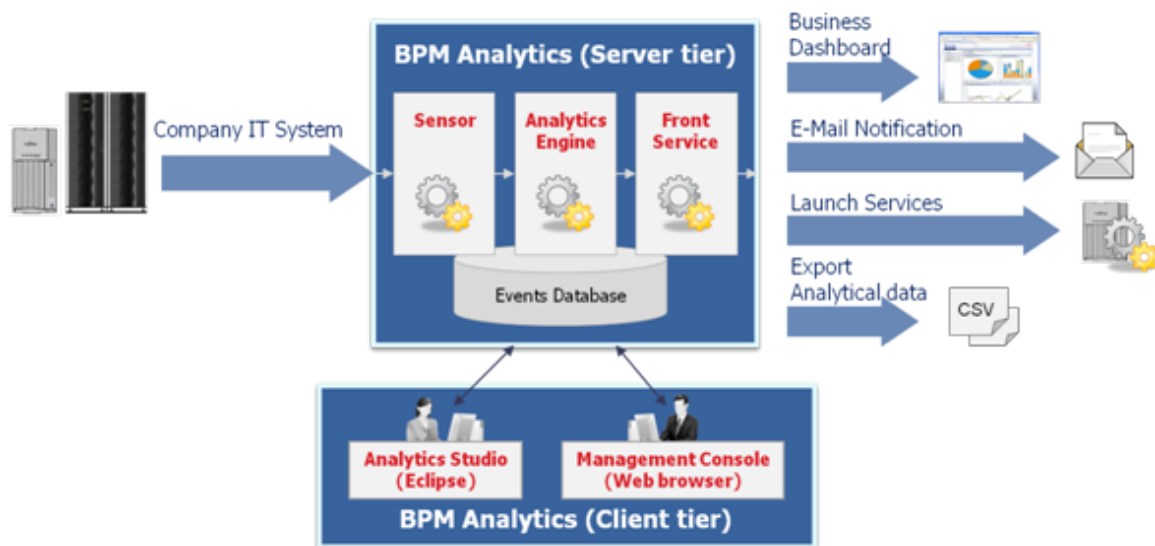 Business
Dashboard
BPM Analytics (Server tier)
Company IT System
Sensor
Analytics
Engine
Front
Service
E-Mail Notification
Launch Services
Export
Analytical data
Events Database
CSV
Analytics Studio
(Eclipse)
Management Console
(Web browser)
BPM Analytics (Client tier)